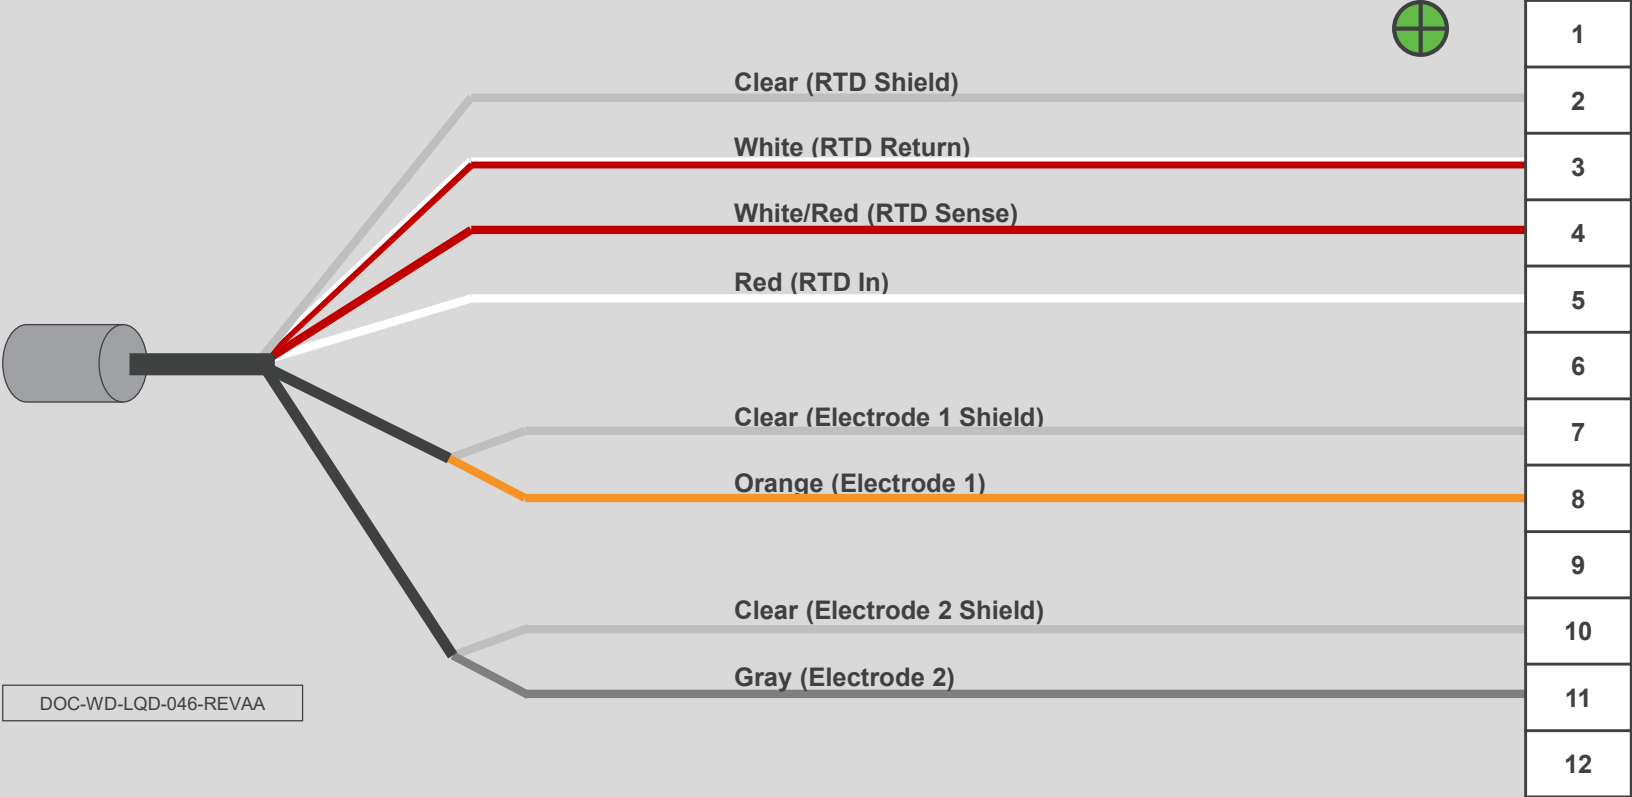 1
Clear (RTD Shield)
2
White (RTD Return)
3
White/Red (RTD Sense)
4
Red (RTD In)
5
6
Clear (Electrode 1 Shield)
7
Orange (Electrode 1)
8
9
Clear (Electrode 2 Shield)
10
Gray (Electrode 2)
11
DOC-WD-LQD-046-REVAA
12